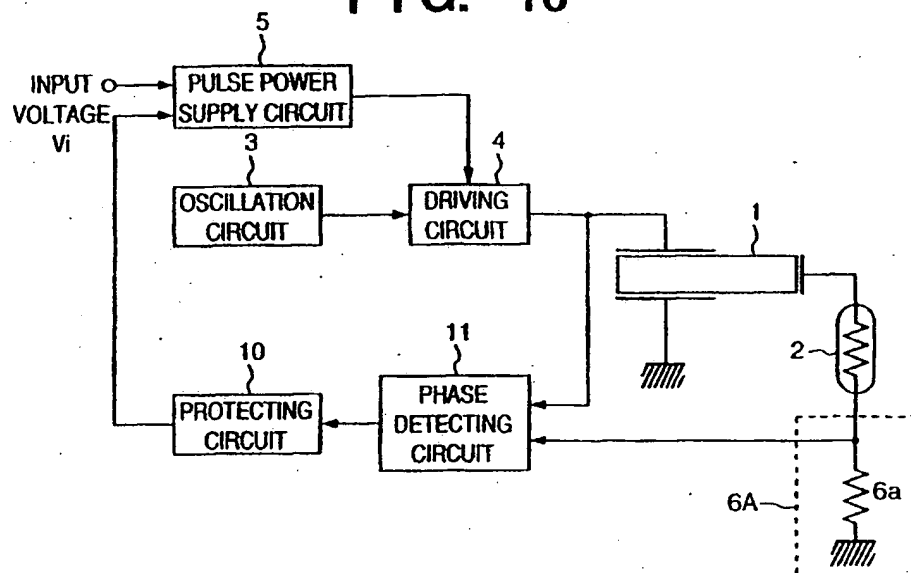 FIG.
5
INPUT
VOLTAGE
Vi
PULSE POWER
SUPPLY CIRCUIT
3
OSCILLATION
CIRCUIT
4
DRIVING
CIRCUIT
1
2
10
PROTECTING
CIRCUIT
11
PHASE
DETECTING
CIRCUIT
6A
6a